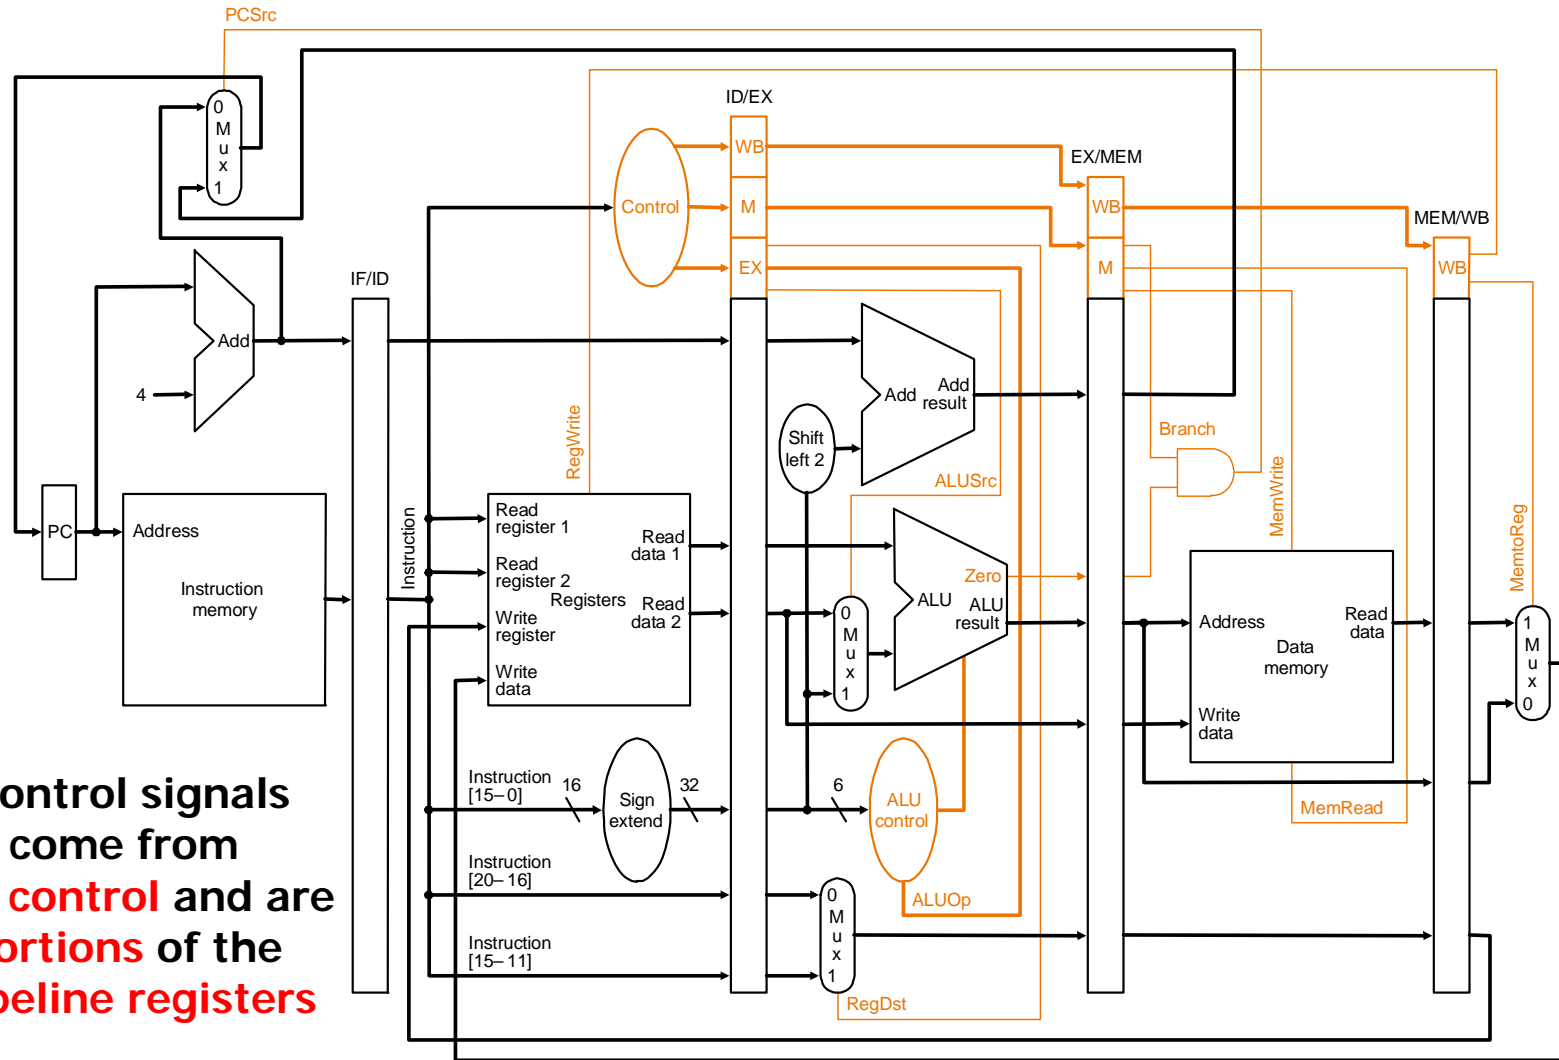 PCSrc
ID/EX
0
M
u
x
1
WB
EX/MEM
Control
M
WB
MEM/WB
EX
M
WB
IF/ID
Add
4
Add
Add
result
Shift
left 2
RegWrite
Branch
ALUSrc
MemWrite
MemtoReg
PC
Address
Instruction
memory
Instruction
Read
register 1
Read
register 2
Write
register
Write
data
Registers
Read
data 1
Read
data 2
0
M
u
x
1
Zero
ALU
ALU
result
Address
Data
memory
Read
data
Write
data
1
M
u
x
0
Instruction
[15–0]
16
Sign
extend
32
6
ALU
control
MemRead
Instruction
[20–16]
ALUOp
0
M
u
x
1
Instruction
[15–11]
RegDst
ontrol signals
come from
control and are
ortions of the
peline registers